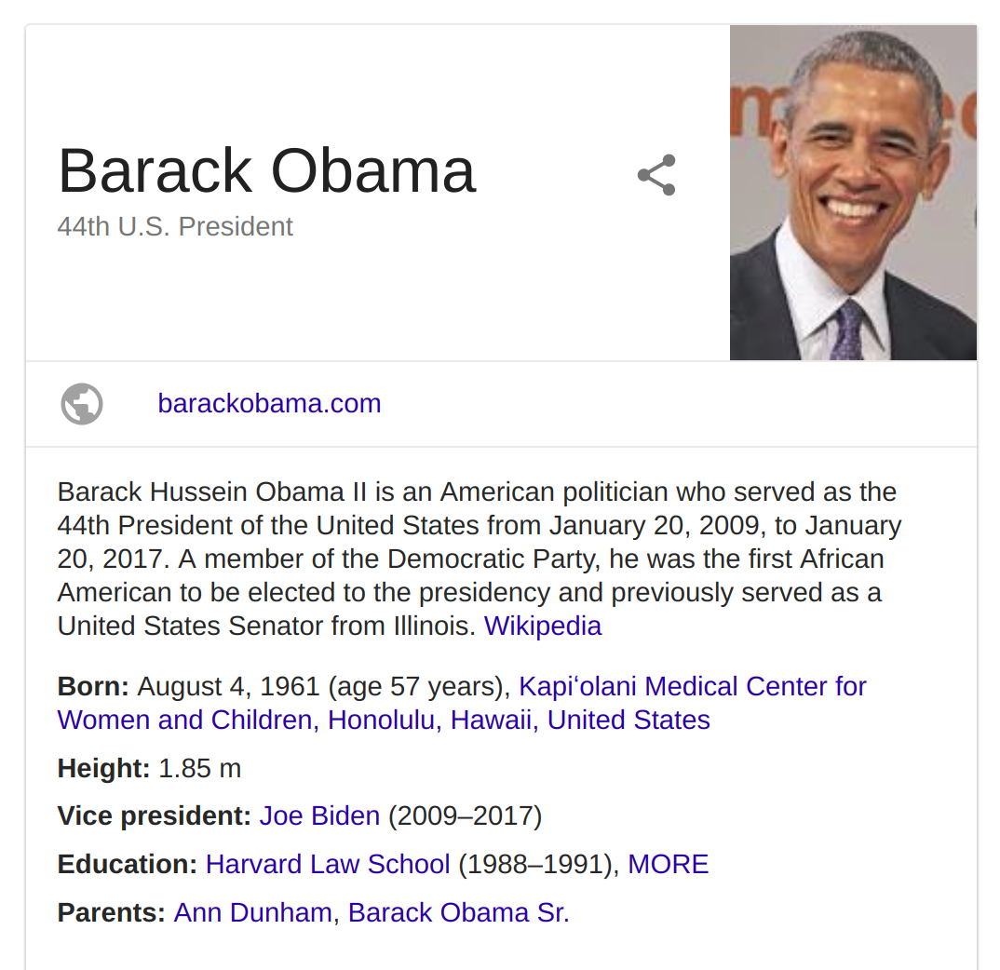 Barack Obama
44th U.S. President
barackobama.com
Barack Hussein Obama II is an American politician who served as the
44th President of the United States from January 20, 2009, to January
20, 2017. A member of the Democratic Party, he was the first African
American to be elected to the presidency and previously served as a
United States Senator from Illinois. Wikipedia
Born: August 4, 1961 (age 57 years), Kapiʻolani Medical Center for
Women and Children, Honolulu, Hawaii, United States
Height: 1.85 m
Vice president: Joe Biden (2009–2017)
Education: Harvard Law School (1988–1991), MORE
Parents: Ann Dunham, Barack Obama Sr.